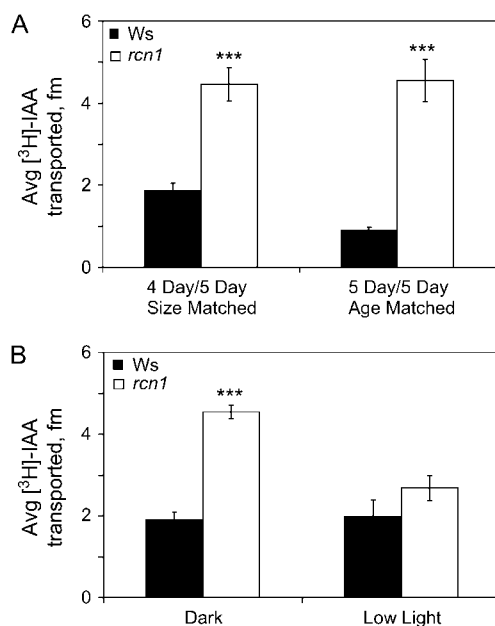 A
Ws
rcn1
***
***
Avg [³H]-IAA
transported, fm
6
4
2
0
4 Day/5 Day
Size Matched
5 Day/5 Day
Age Matched
B
Ws
rcn1
***
Avg [³H]-IAA
transported, fm
6
4
2
0
Dark
Low Light